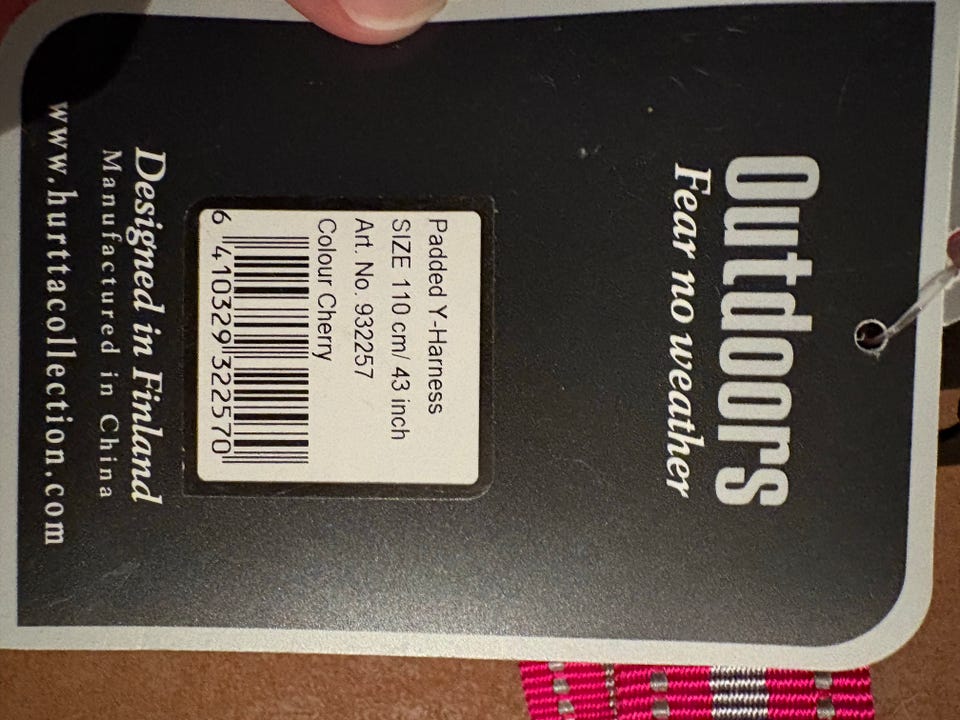 Outdoors
Fear no weather
Padded Y-Harness
SIZE 110 cm/ 43 inch
Art. No. 932257
Colour Cherry
6 410329 322570
Designed in Finland
Manufactured in China
www.hurttacollection.com